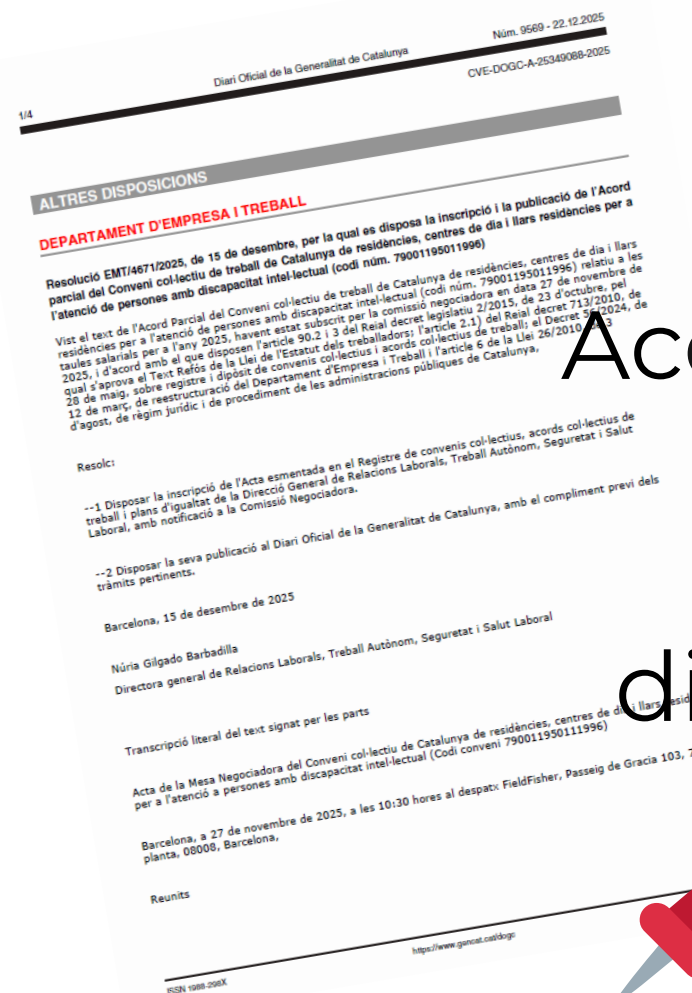 Núm. 9569 - 22.12.2025
Diari Oficial de la Generalitat de Catalunya
1/4
CVE-DOGC-A-25349088-2025
ALTRES DISPOSICIONS
DEPARTAMENT D'EMPRESA I TREBALL
Resolució EMT/4671/2025, de 15 de desembre, per la qual es disposa la inscripció i la publicació de l'Acord
parcial del Conveni col·lectiu de treball de Catalunya de residències, centres de dia i llars residències per a
l'atenció de persones amb discapacitat intel·lectual (codi núm. 79001195011996)
Vist el text de l'Acord Parcial del Conveni col·lectiu de treball de Catalunya de residències, centres de dia i llars
residències per a l'atenció de persones amb discapacitat intel·lectual (codi núm. 79001195011996) relatiu a les
taules salarials per a l'any 2025, havent estat subscrit per la comissió negociadora en data 27 de novembre de
2025, i d'acord amb el que disposen l'article 90.2 i 3 del Reial decret legislatiu 2/2015, de 23 d'octubre, pel
qual s'aprova el Text Refós de la Llei de l'Estatut dels treballadors; l'article 2.1) del Reial decret 713/2010, de
28 de maig, sobre registre i dipòsit de convenis col·lectius i acords col·lectius de treball; el Decret 56/2024, de
12 de març, de reestructuració del Departament d'Empresa i Treball i l'article 6 de la Llei 26/2010, de 3
d'agost, de règim jurídic i de procediment de les administracions públiques de Catalunya,
Aco
Resolc:
--1 Disposar la inscripció de l'Acta esmentada en el Registre de convenis col·lectius, acords col·lectius de
treball i plans d'igualtat de la Direcció General de Relacions Laborals, Treball Autònom, Seguretat i Salut
Laboral, amb notificació a la Comissió Negociadora.
--2 Disposar la seva publicació al Diari Oficial de la Generalitat de Catalunya, amb el compliment previ dels
tràmits pertinents.
Barcelona, 15 de desembre de 2025
Núria Gilgado Barbadilla
Directora general de Relacions Laborals, Treball Autònom, Seguretat i Salut Laboral
di
Transcripció literal del text signat per les parts
Acta de la Mesa Negociadora del Conveni col·lectiu de Catalunya de residències, centres de dia i llars resid
per a l'atenció a persones amb discapacitat intel·lectual (Codi conveni 790011950111996)
Barcelona, a 27 de novembre de 2025, a les 10:30 hores al despatx FieldFisher, Passeig de Gracia 103, 7
planta, 08008, Barcelona,
Reunits
https://www.gencat.cat/dogc
ISSN 1988-298X